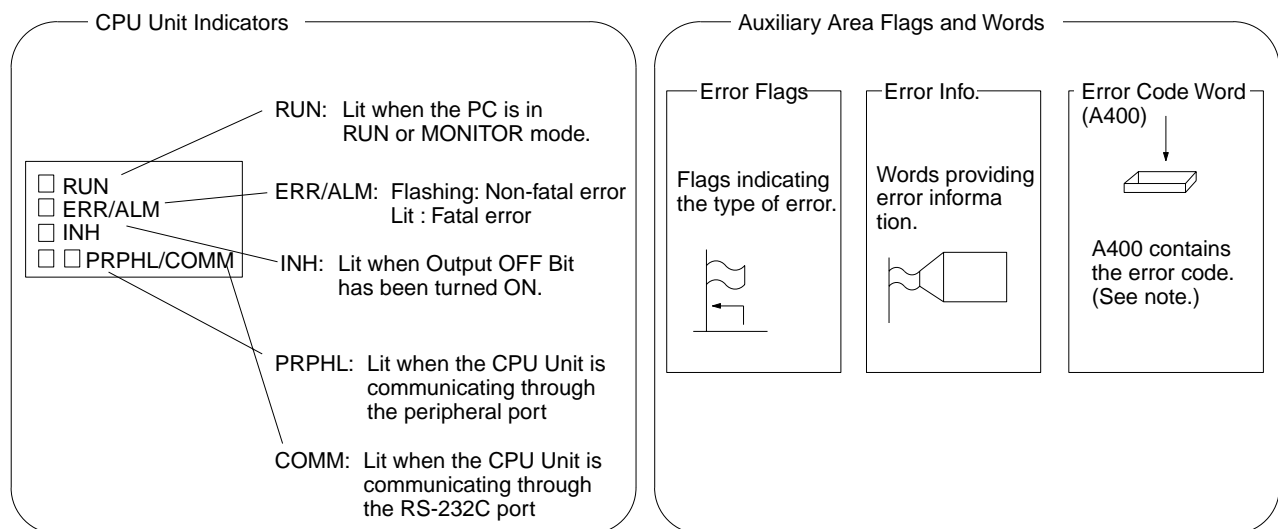 CPU Unit Indicators
RUN: Lit when the PC is in
RUN or MONITOR mode.
RUN
ERR/ALM
INH
PRPHL/COMM
ERR/ALM: Flashing: Non-fatal error
Lit : Fatal error
INH: Lit when Output OFF Bit
has been turned ON.
PRPHL: Lit when the CPU Unit is
communicating through
the peripheral port
COMM: Lit when the CPU Unit is
communicating through
the RS-232C port
Auxiliary Area Flags and Words
Error Flags
Flags indicating
the type of error.
Error Info.
Words providing
error informa
tion.
Error Code Word
(A400)
A400 contains
the error code.
(See note.)